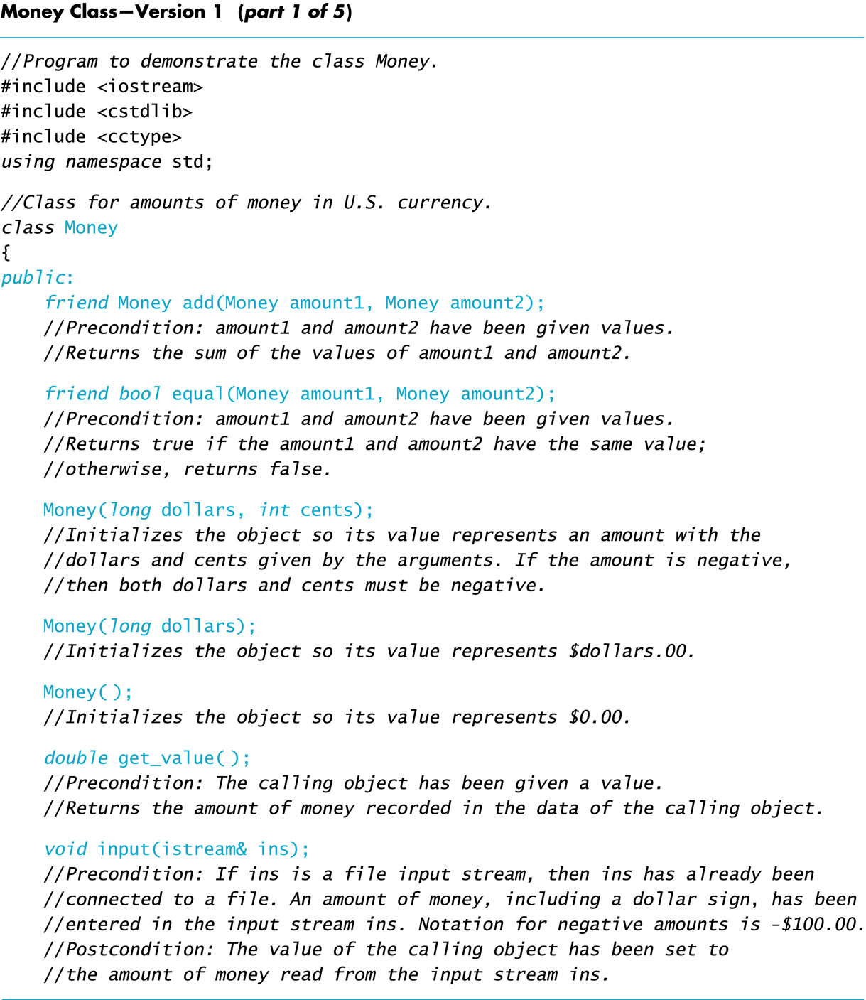 Money Class—Version 1 (part 1 of 5)
//Program to demonstrate the class Money.
#include <iostream>
#include <cstdlib>
#include <cctype>
using namespace std;
//Class for amounts of money in U.S. currency.
class Money
{
public:
    friend Money add(Money amount1, Money amount2);
    //Precondition: amount1 and amount2 have been given values.
    //Returns the sum of the values of amount1 and amount2.
    friend bool equal(Money amount1, Money amount2);
    //Precondition: amount1 and amount2 have been given values.
    //Returns true if the amount1 and amount2 have the same value;
    //otherwise, returns false.
    Money(long dollars, int cents);
    //Initializes the object so its value represents an amount with the
    //dollars and cents given by the arguments. If the amount is negative,
    //then both dollars and cents must be negative.
    Money(long dollars);
    //Initializes the object so its value represents $dollars.00.
    Money( );
    //Initializes the object so its value represents $0.00.
    double get_value( );
    //Precondition: The calling object has been given a value.
    //Returns the amount of money recorded in the data of the calling object.
    void input(istream& ins);
    //Precondition: If ins is a file input stream, then ins has already been
    //connected to a file. An amount of money, including a dollar sign, has been
    //entered in the input stream ins. Notation for negative amounts is -$100.00.
    //Postcondition: The value of the calling object has been set to
    //the amount of money read from the input stream ins.